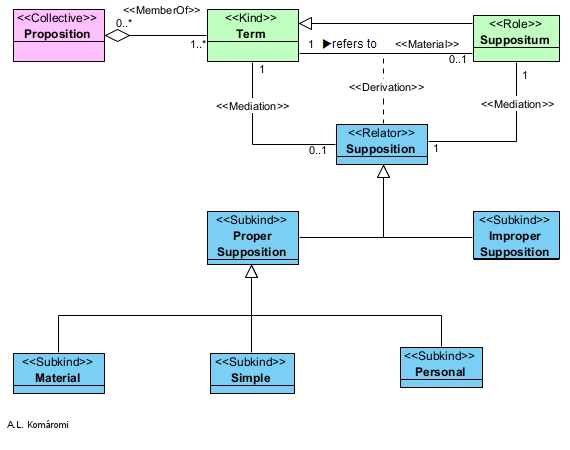 <<Collective>>
Proposition
<<MemberOf>>
0..*
1..*
<<Kind>>
Term
1 ▶refers to
<<Material>>
0..1
<<Role>>
Suppositum
1
<<Mediation>>
0..1
<<Derivation>>
1
<<Mediation>>
1
<<Relator>>
Supposition
<<Subkind>>
Proper
Supposition
<<Subkind>>
Improper
Supposition
<<Subkind>>
Material
<<Subkind>>
Simple
<<Subkind>>
Personal
A.L. Komáromi